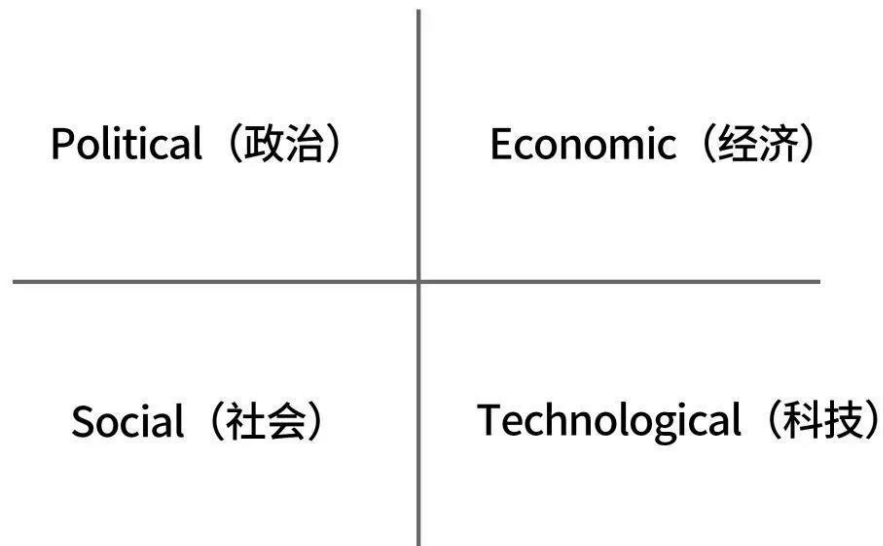 Political（政治）
Economic（经济）
Social（社会）
Technological（科技）